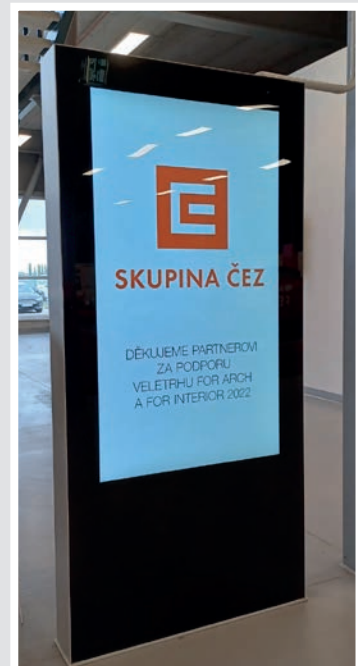 SKUPINA ČEZ
DĚKUJEME PARTNEROVI
ZA PODPORU
VELETRHU FOR ARCH
A FOR INTERIOR 2022